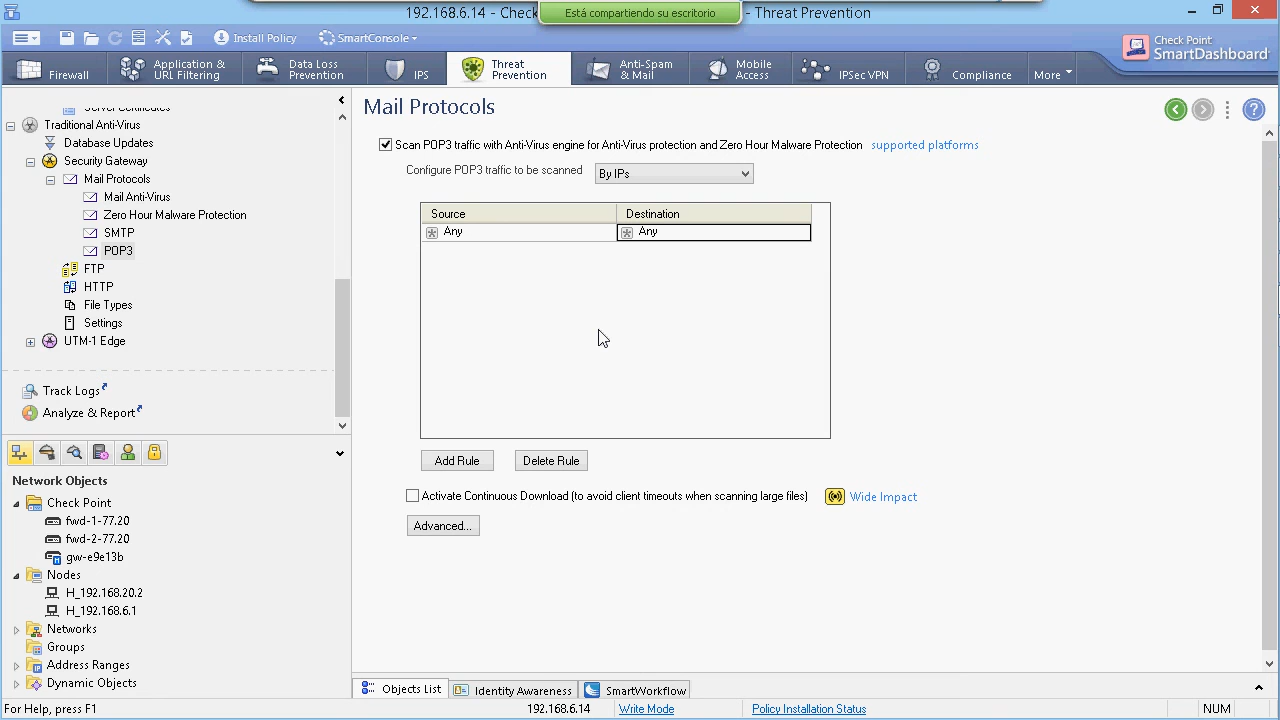 192.168.6.14 - Check
- Threat Prevention
Está compartiendo su escritorio
Install Policy
SmartConsole
Firewall
Application & URL Filtering
Data Loss Prevention
IPS
Threat Prevention
Anti-Spam & Mail
Mobile Access
IPSec VPN
Compliance
More
Check Point
SmartDashboard
Server Certificates
Traditional Anti-Virus
Database Updates
Security Gateway
Mail Protocols
Mail Anti-Virus
Zero Hour Malware Protection
SMTP
POP3
FTP
HTTP
File Types
Settings
UTM-1 Edge
Track Logs
Analyze & Report
Network Objects
Check Point
fwd-1-77.20
fwd-2-77.20
gw-e9e13b
Nodes
H_192.168.20.2
H_192.168.6.1
Networks
Groups
Address Ranges
Dynamic Objects
Mail Protocols
Scan POP3 traffic with Anti-Virus engine for Anti-Virus protection and Zero Hour Malware Protection supported platforms
Configure POP3 traffic to be scanned By IPs
Source Destination
Any Any
Add Rule Delete Rule
Activate Continuous Download (to avoid client timeouts when scanning large files) Wide Impact
Advanced...
Objects List Identity Awareness SmartWorkflow
For Help, press F1 192.168.6.14 Write Mode Policy Installation Status NUM